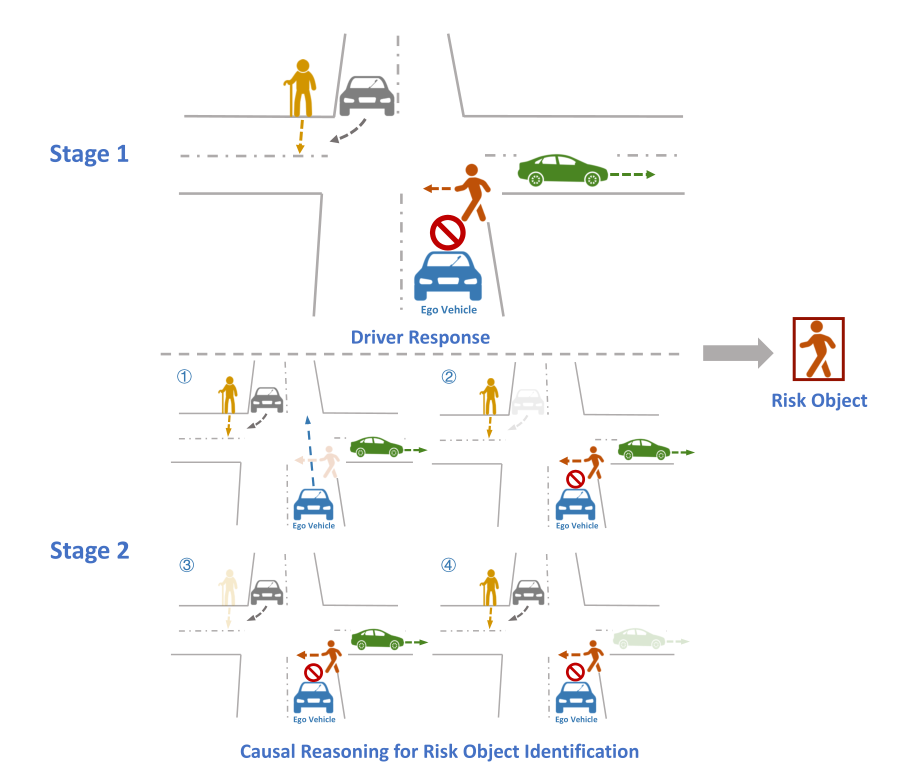 Stage 1
Ego Vehicle
Driver Response
Risk Object
①
②
Ego Vehicle
Ego Vehicle
Stage 2
③
④
Ego Vehicle
Ego Vehicle
Causal Reasoning for Risk Object Identification